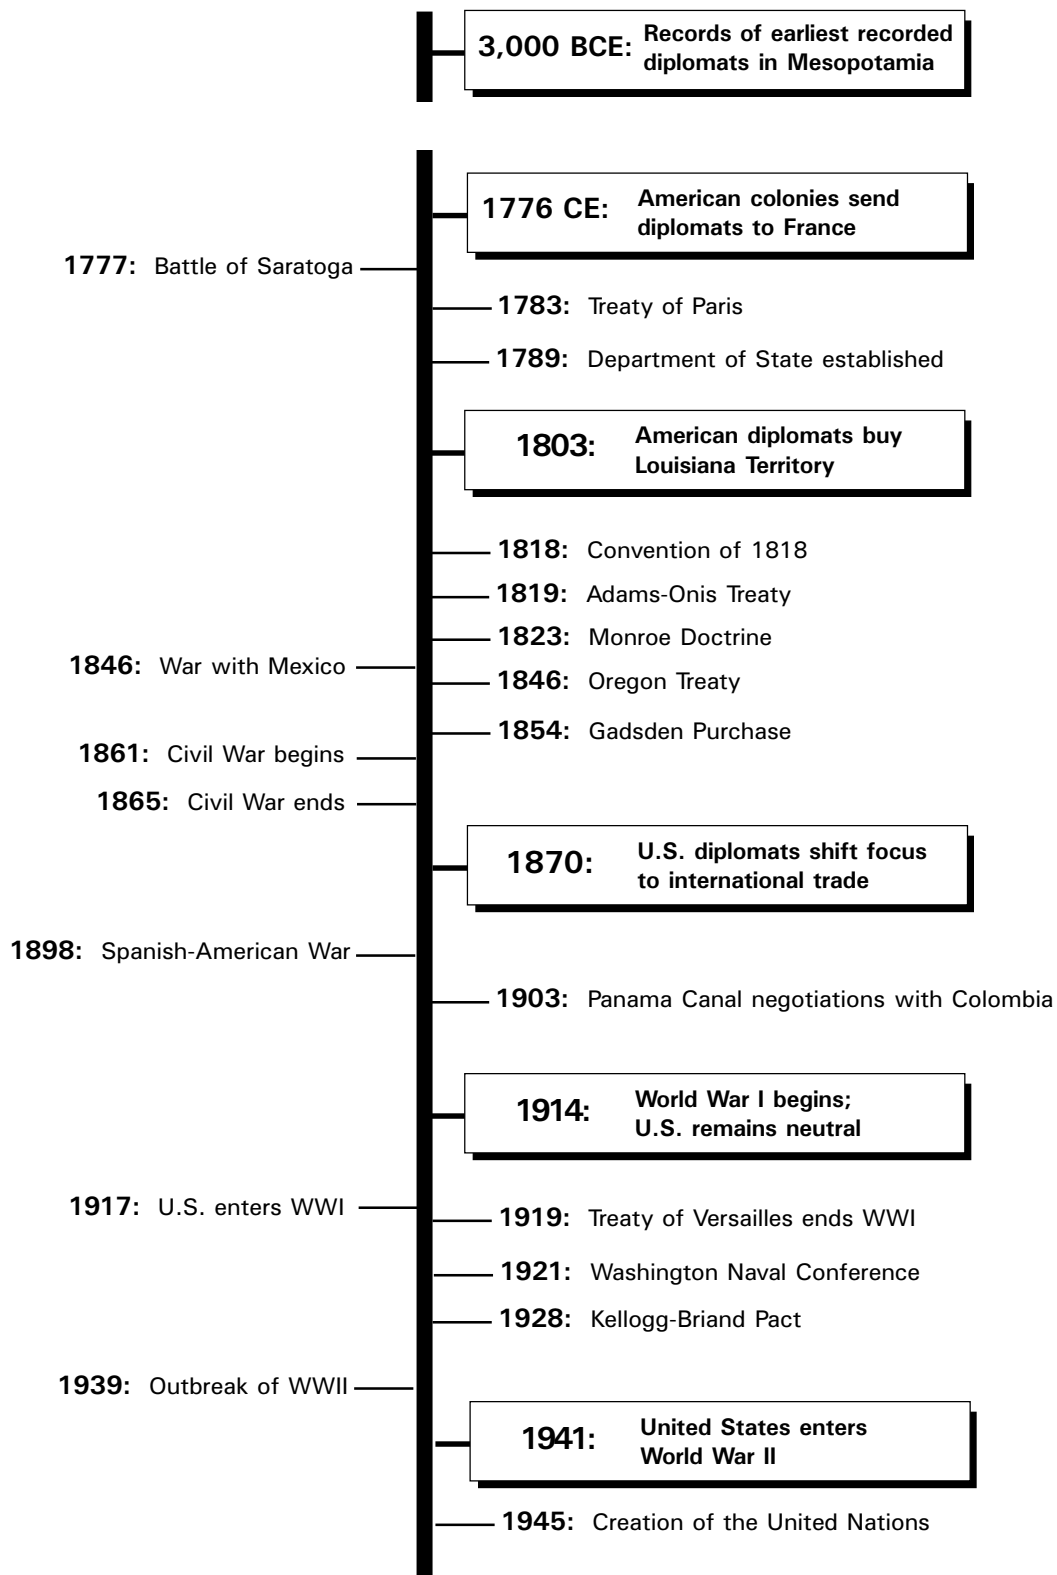 3,000 BCE: Records of earliest recorded
diplomats in Mesopotamia
1776 CE: American colonies send
diplomats to France
1777: Battle of Saratoga
1783: Treaty of Paris
1789: Department of State established
1803: American diplomats buy
Louisiana Territory
1818: Convention of 1818
1819: Adams-Onis Treaty
1823: Monroe Doctrine
1846: War with Mexico
1846: Oregon Treaty
1854: Gadsden Purchase
1861: Civil War begins
1865: Civil War ends
1870: U.S. diplomats shift focus
to international trade
1898: Spanish-American War
1903: Panama Canal negotiations with Colombia
1914: World War I begins;
U.S. remains neutral
1917: U.S. enters WWI
1919: Treaty of Versailles ends WWI
1921: Washington Naval Conference
1928: Kellogg-Briand Pact
1939: Outbreak of WWII
1941: United States enters
World War II
1945: Creation of the United Nations